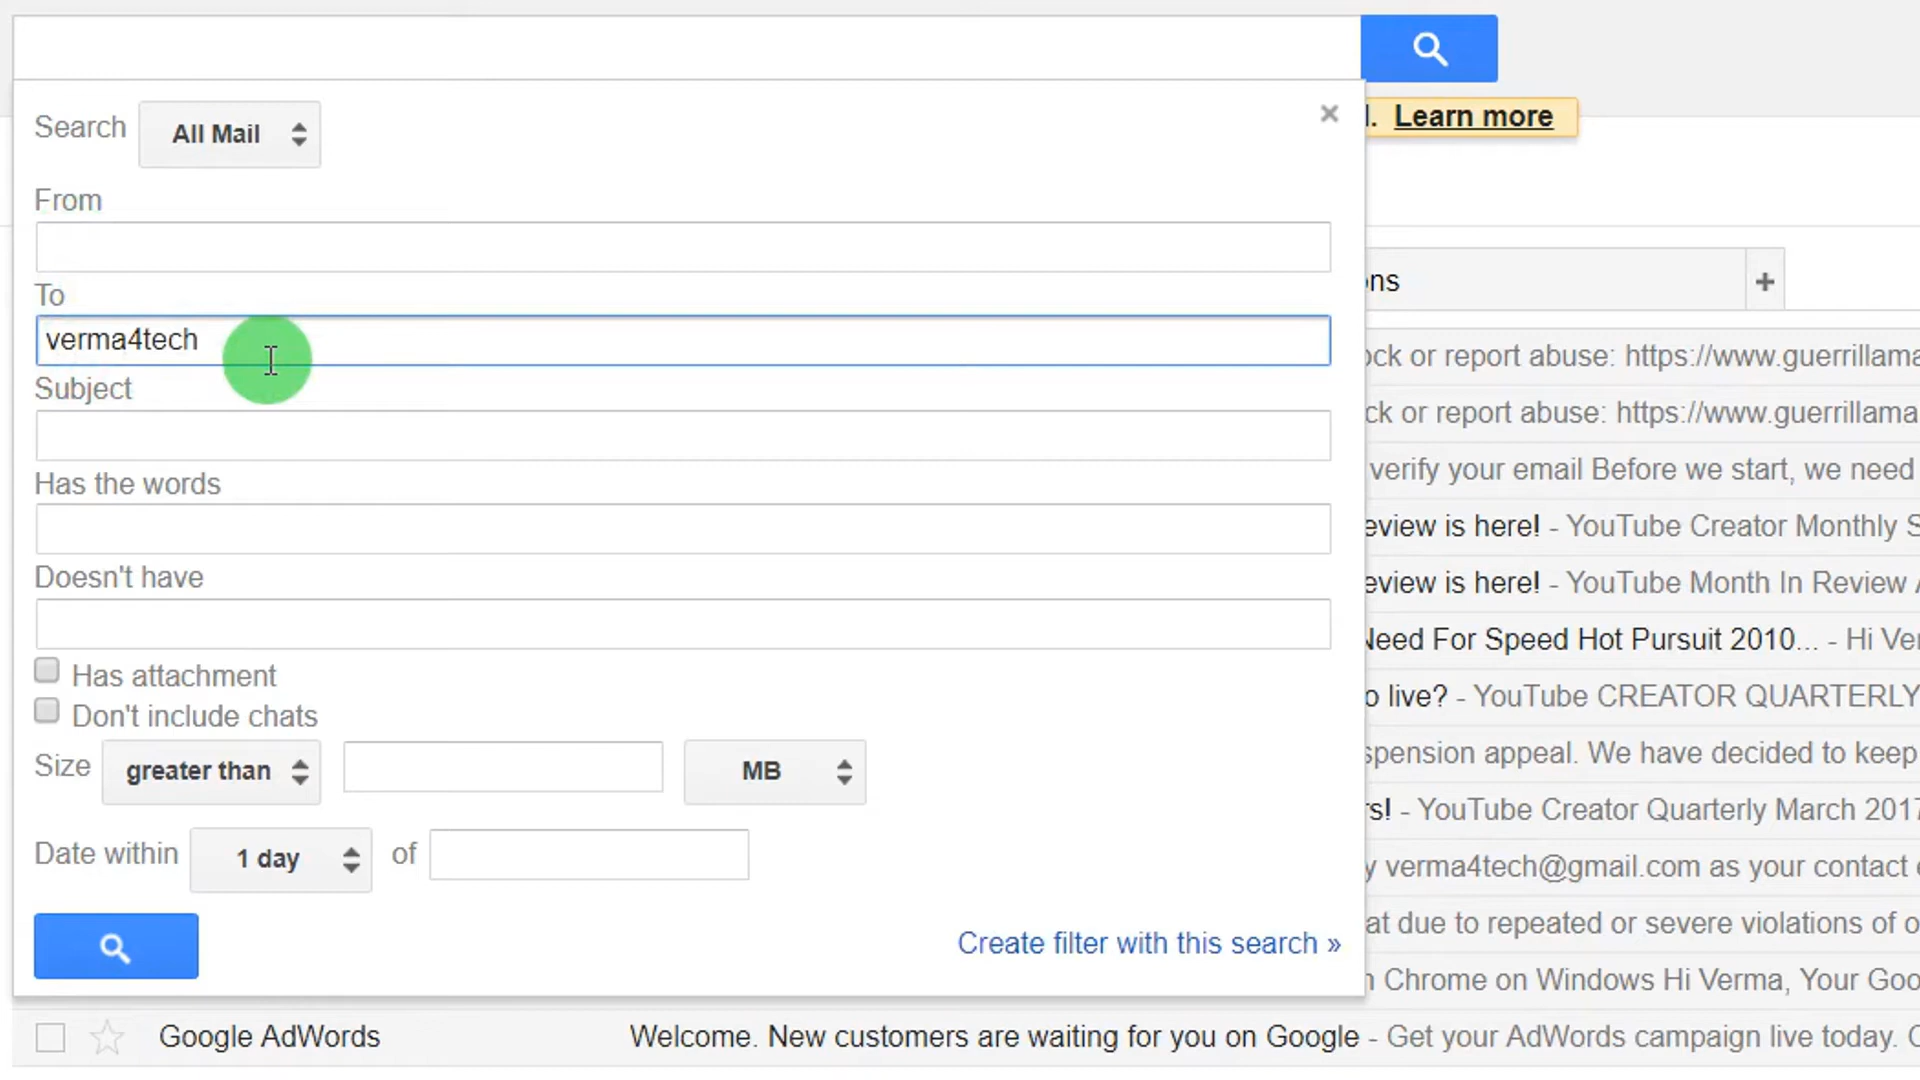 Search All Mail
Learn more
From
ns
To
verma4tech
ck or report abuse: https://www.guerrillama
Subject
ck or report abuse: https://www.guerrillama
Has the words
verify your email Before we start, we need
eview is here! - YouTube Creator Monthly S
Doesn't have
eview is here! - YouTube Month In Review
Need For Speed Hot Pursuit 2010... - Hi Ver
Has attachment
o live? - YouTube CREATOR QUARTERLY
Don't include chats
Size greater than MB
spension appeal. We have decided to keep
rs! - YouTube Creator Quarterly March 2017
Date within 1 day of
y verma4tech@gmail.com as your contact e
at due to repeated or severe violations of o
Create filter with this search »
n Chrome on Windows Hi Verma, Your Goo
Google AdWords Welcome. New customers are waiting for you on Google - Get your AdWords campaign live today. C